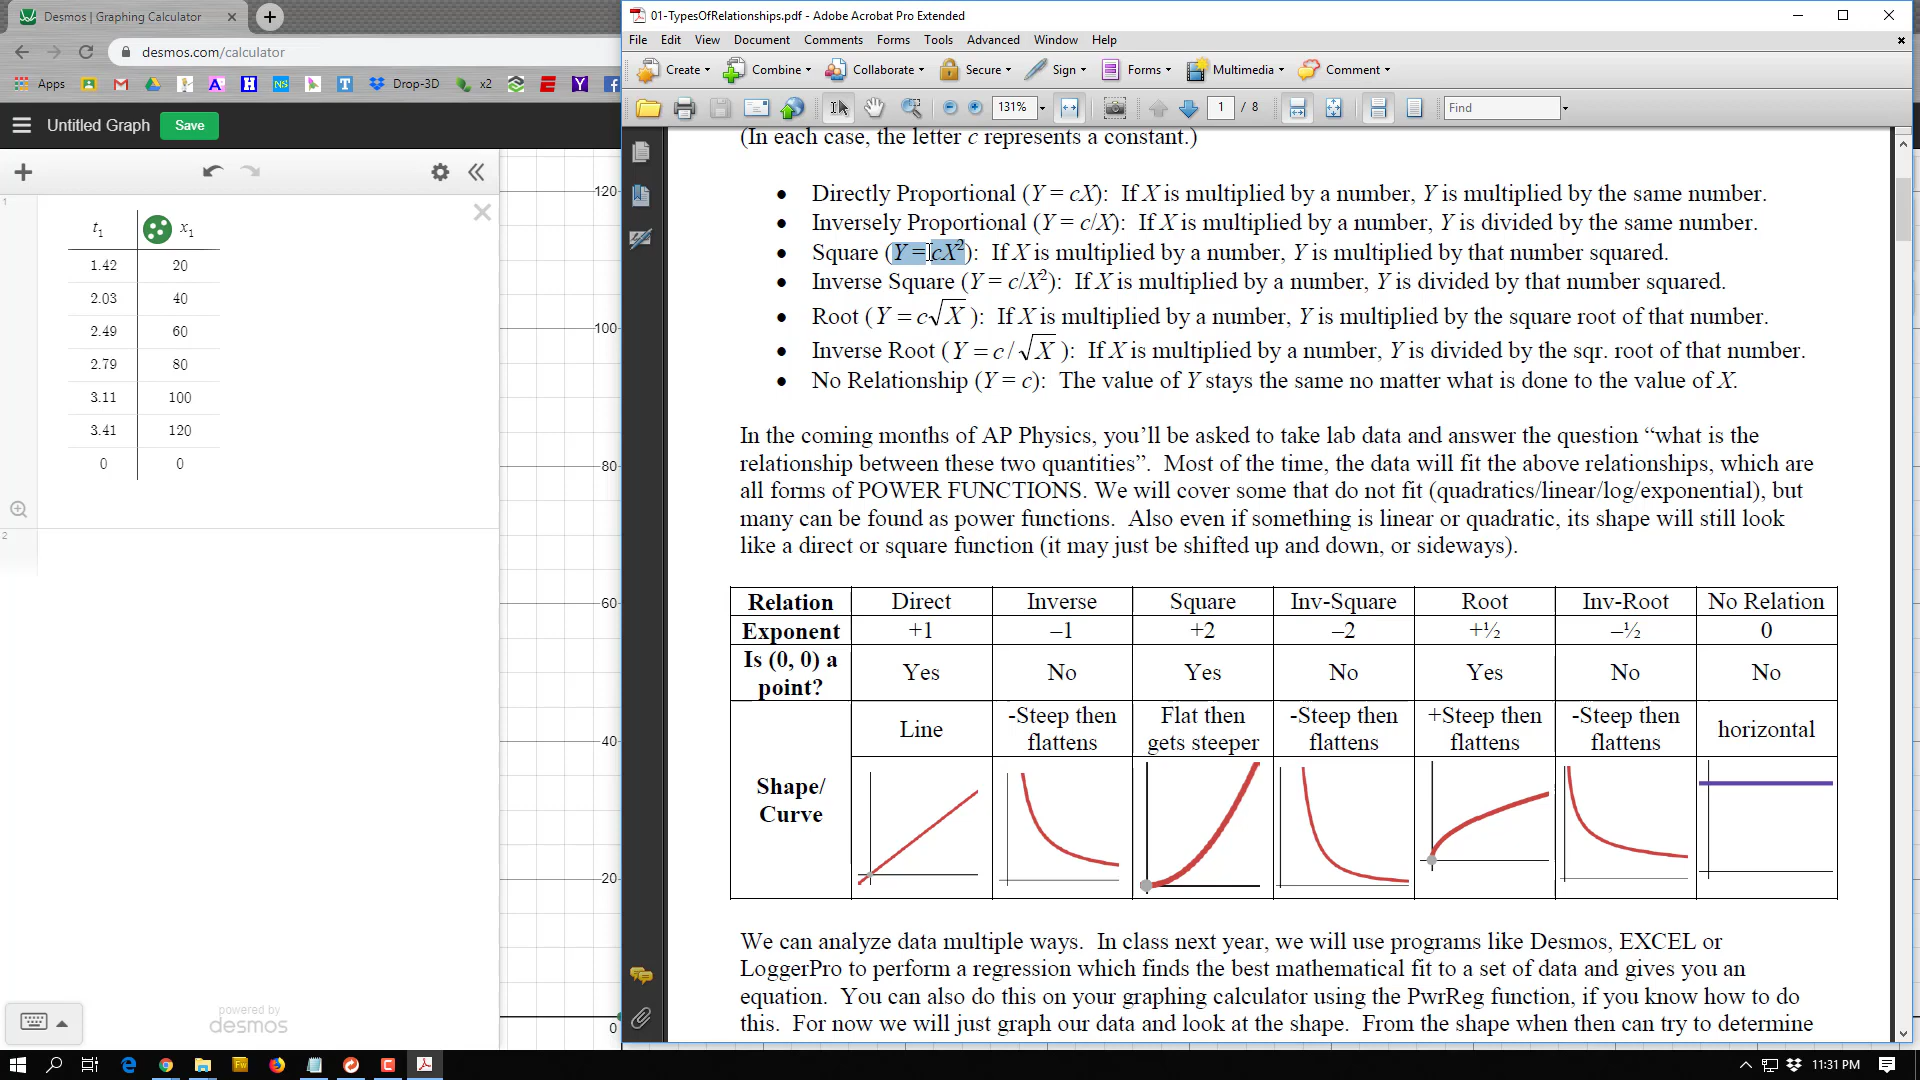 Desmos | Graphing Calculator
desmos.com/calculator
Apps
Drop-3D
x2
Untitled Graph
Save
1
t₁ x₁
1.42 20
2.03 40
2.49 60
2.79 80
3.11 100
3.41 120
0 0
2
powered by
desmos
120
100
80
60
40
20
0
01-TypesOfRelationships.pdf - Adobe Acrobat Pro Extended
File Edit View Document Comments Forms Tools Advanced Window Help
Create Combine Collaborate Secure Sign Forms Multimedia Comment
131% 1 / 8 Find
(In each case, the letter c represents a constant.)
• Directly Proportional (Y = cX): If X is multiplied by a number, Y is multiplied by the same number.
• Inversely Proportional (Y = c/X): If X is multiplied by a number, Y is divided by the same number.
• Square (Y = cX²): If X is multiplied by a number, Y is multiplied by that number squared.
• Inverse Square (Y = c/X²): If X is multiplied by a number, Y is divided by that number squared.
• Root (Y = c√X): If X is multiplied by a number, Y is multiplied by the square root of that number.
• Inverse Root (Y = c / √X): If X is multiplied by a number, Y is divided by the sqr. root of that number.
• No Relationship (Y = c): The value of Y stays the same no matter what is done to the value of X.
In the coming months of AP Physics, you’ll be asked to take lab data and answer the question “what is the
relationship between these two quantities”. Most of the time, the data will fit the above relationships, which are
all forms of POWER FUNCTIONS. We will cover some that do not fit (quadratics/linear/log/exponential), but
many can be found as power functions. Also even if something is linear or quadratic, its shape will still look
like a direct or square function (it may just be shifted up and down, or sideways).
Relation Direct Inverse Square Inv-Square Root Inv-Root No Relation
Exponent +1 –1 +2 –2 +½ –½ 0
Is (0, 0) a point? Yes No Yes No Yes No No
Shape/ Curve Line -Steep then flattens Flat then gets steeper -Steep then flattens +Steep then flattens -Steep then flattens horizontal
We can analyze data multiple ways. In class next year, we will use programs like Desmos, EXCEL or
LoggerPro to perform a regression which finds the best mathematical fit to a set of data and gives you an
equation. You can also do this on your graphing calculator using the PwrReg function, if you know how to do
this. For now we will just graph our data and look at the shape. From the shape when then can try to determine
11:31 PM